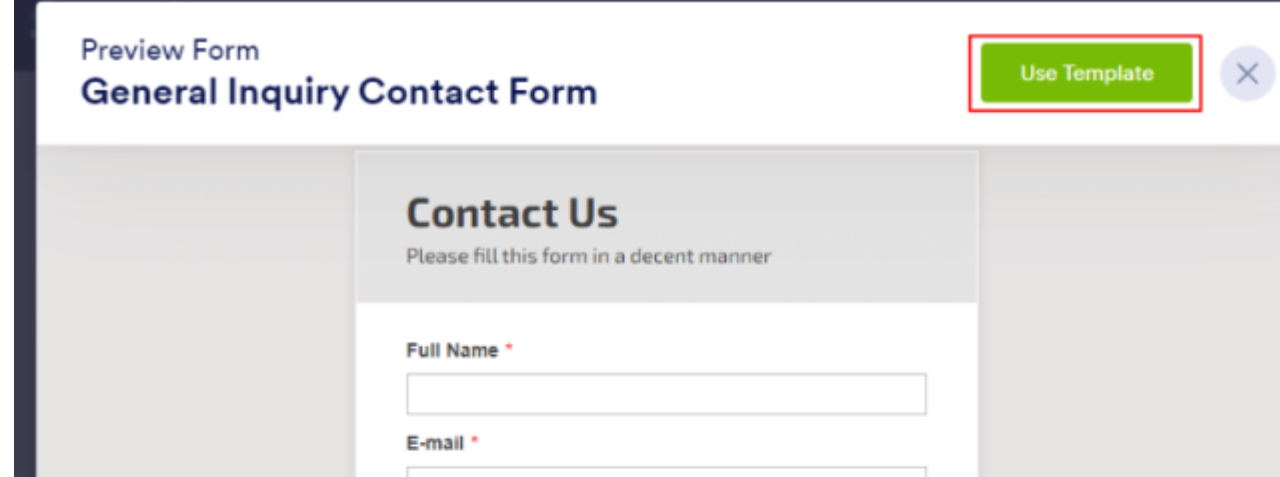 Preview Form
General Inquiry Contact Form
Use Template
Contact Us
Please fill this form in a decent manner
Full Name *
E-mail *